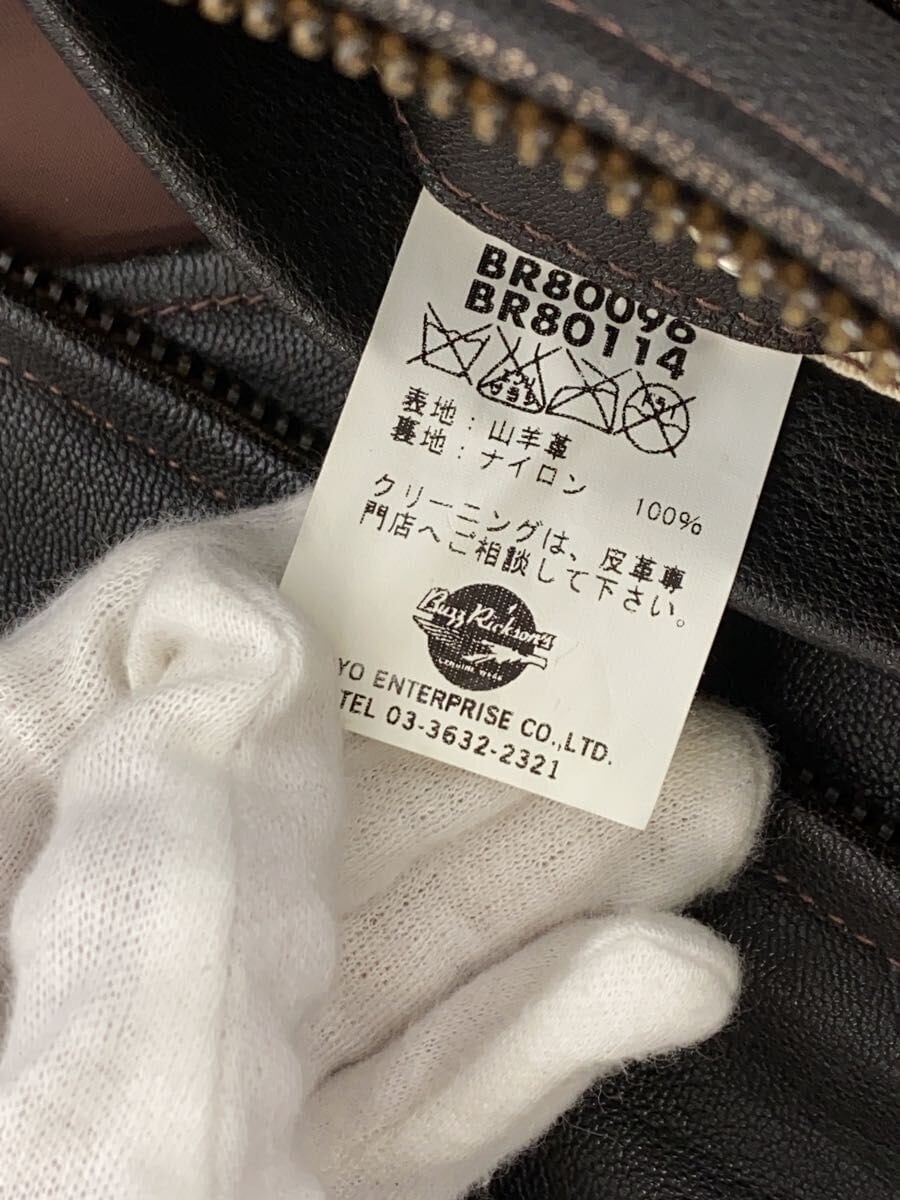 BR80096
BR80114
表地：山羊革
裏地：ナイロン 100%
クリーニングは、皮革専
門店へご相談して下さい。
Buzz Rickson's
YO ENTERPRISE CO.,LTD.
TEL 03-3632-2321